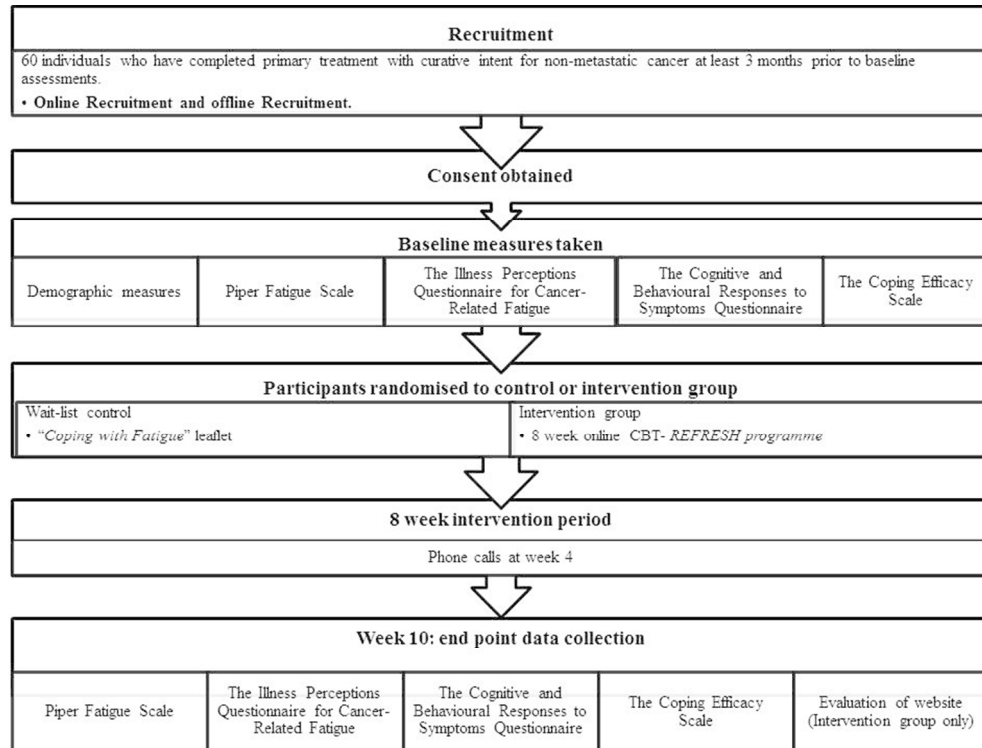 Recruitment
60 individuals who have completed primary treatment with curative intent for non-metastatic cancer at least 3 months prior to baseline
assessments.
• Online Recruitment and offline Recruitment.
Consent obtained
Baseline measures taken
Demographic measures
Piper Fatigue Scale
The Illness Perceptions
Questionnaire for Cancer-
Related Fatigue
The Cognitive and
Behavioural Responses to
Symptoms Questionnaire
The Coping Efficacy
Scale
Participants randomised to control or intervention group
Wait-list control
• “Coping with Fatigue” leaflet
Intervention group
• 8 week online CBT- REFRESH programme
8 week intervention period
Phone calls at week 4
Week 10: end point data collection
Piper Fatigue Scale
The Illness Perceptions
Questionnaire for Cancer-
Related Fatigue
The Cognitive and
Behavioural Responses to
Symptoms Questionnaire
The Coping Efficacy
Scale
Evaluation of website
(Intervention group only)